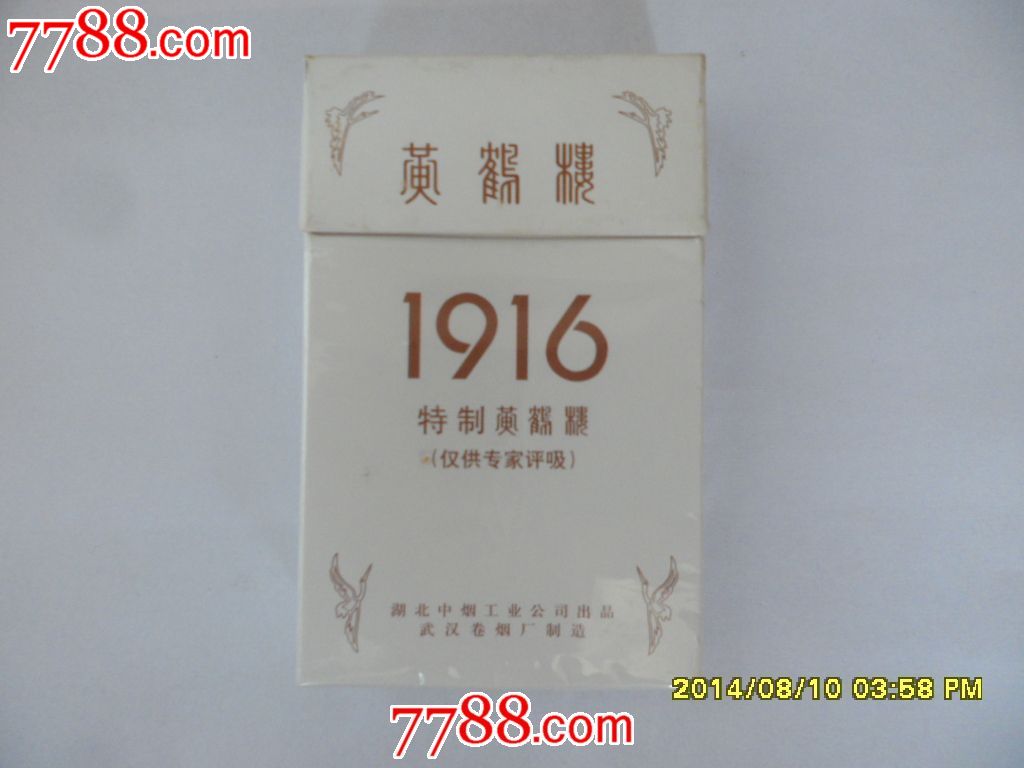 7788.com
黄鹤楼
1916
特制黄鹤楼
(仅供专家评吸)
湖北中烟工业公司出品
武汉卷烟厂制造
2014/08/10 03:58 PM
7788.com